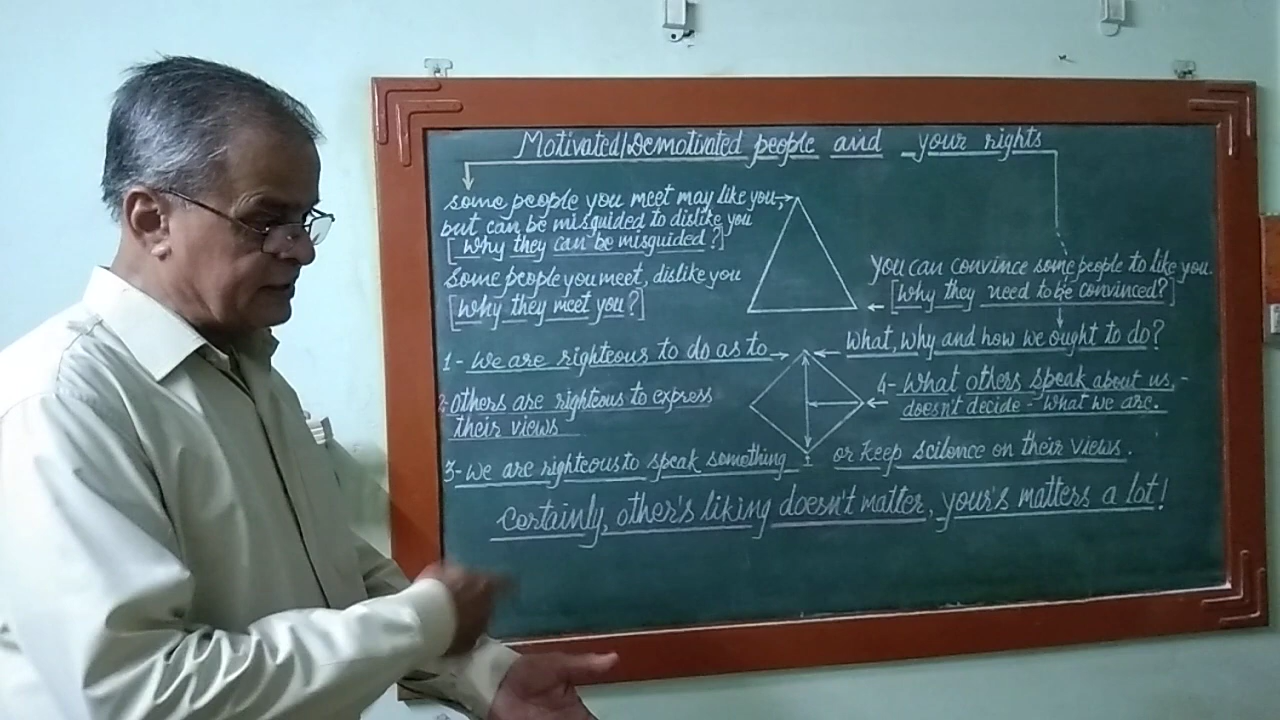 Motivated/Demotivated people and your rights
some people you meet may like you,
but can be misguided to dislike you
[why they can be misguided?]
Some people you meet, dislike you
[why they meet you?]
You can convince some people to like you.
[Why they need to be convinced?]
1- we are righteous to do as to
What, why and how we ought to do?
2-Others are righteous to express
their views
4- What others speak about us, -
doesn't decide - what we are.
3-we are righteous to speak something
or keep scilence on their views.
Certainly, other's liking doesn't matter, your's matters a lot!